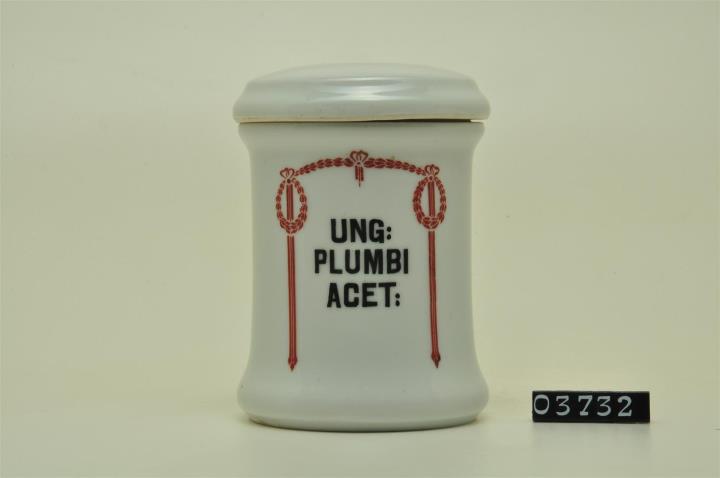 UNG:
PLUMBI
ACET:
03732